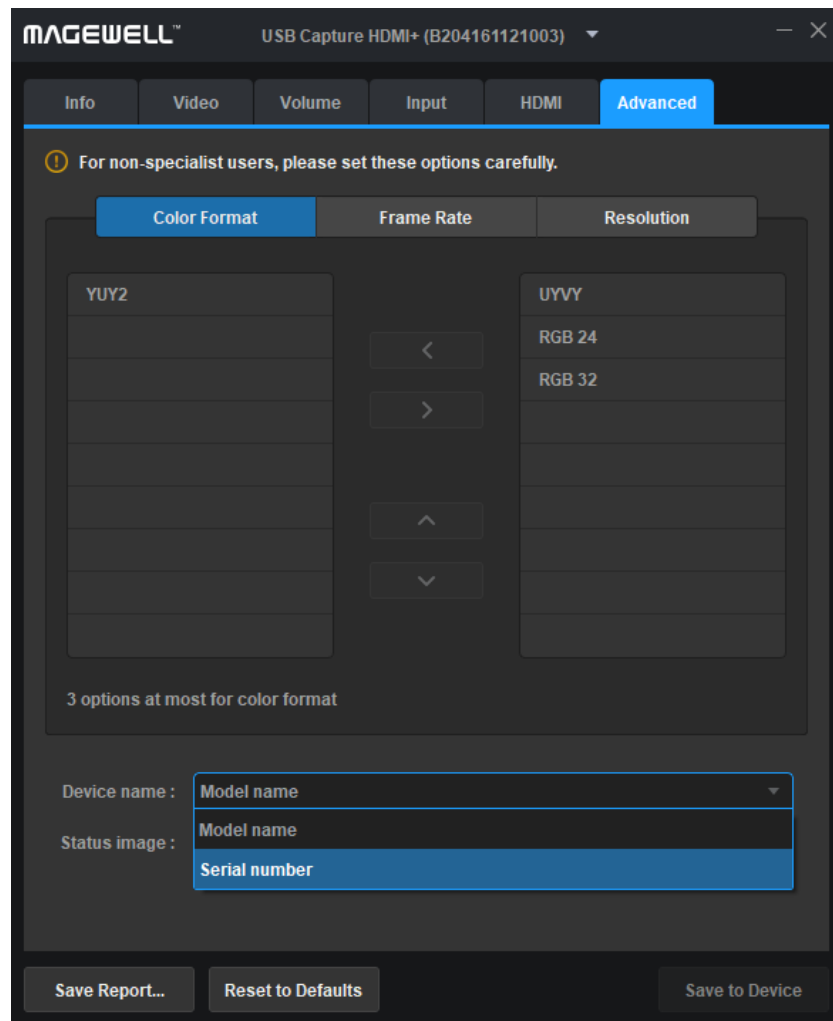 MAGEWELL™ USB Capture HDMI+ (B204161121003)
Info Video Volume Input HDMI Advanced
For non-specialist users, please set these options carefully.
Color Format Frame Rate Resolution
YUY2 UYVY
RGB 24
RGB 32
3 options at most for color format
Device name : Model name
Model name
Status image :
Serial number
Save Report... Reset to Defaults Save to Device